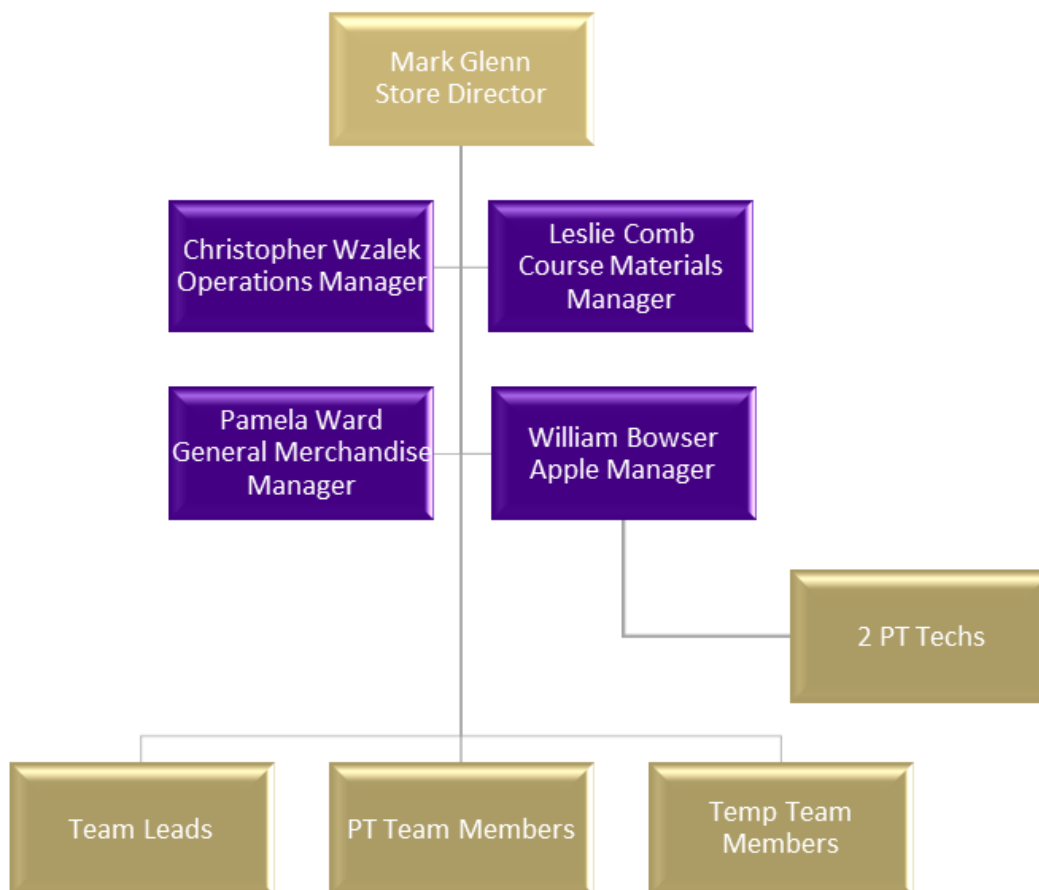 Mark Glenn
Store Director
Christopher Wzalek
Operations Manager
Leslie Comb
Course Materials
Manager
Pamela Ward
General Merchandise
Manager
William Bowser
Apple Manager
2 PT Techs
Team Leads
PT Team Members
Temp Team
Members